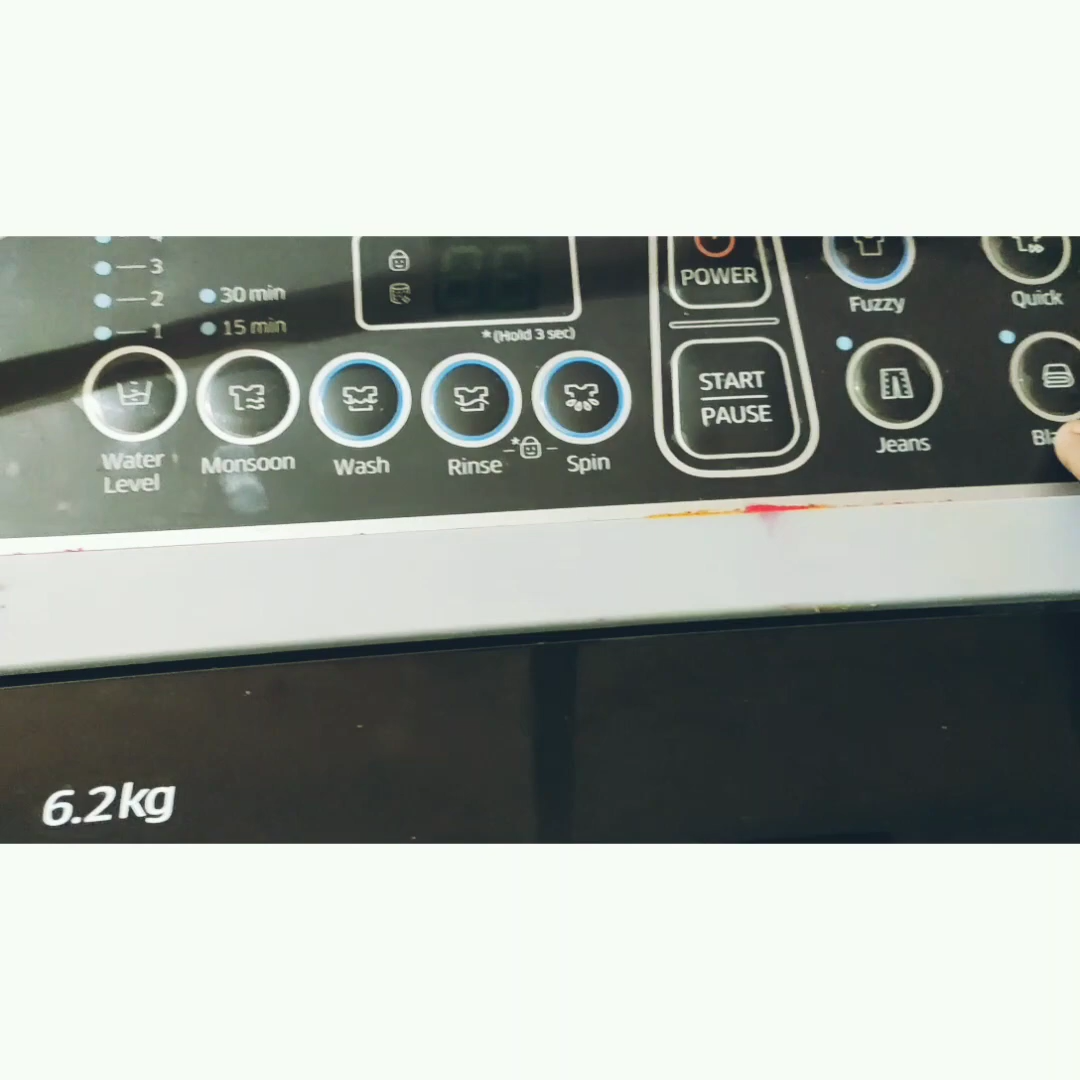 3
2
1
30 min
15 min
* (Hold 3 sec)
POWER
START
PAUSE
Fuzzy
Quick
Water
Level
Monsoon
Wash
Rinse
Spin
Jeans
6.2kg